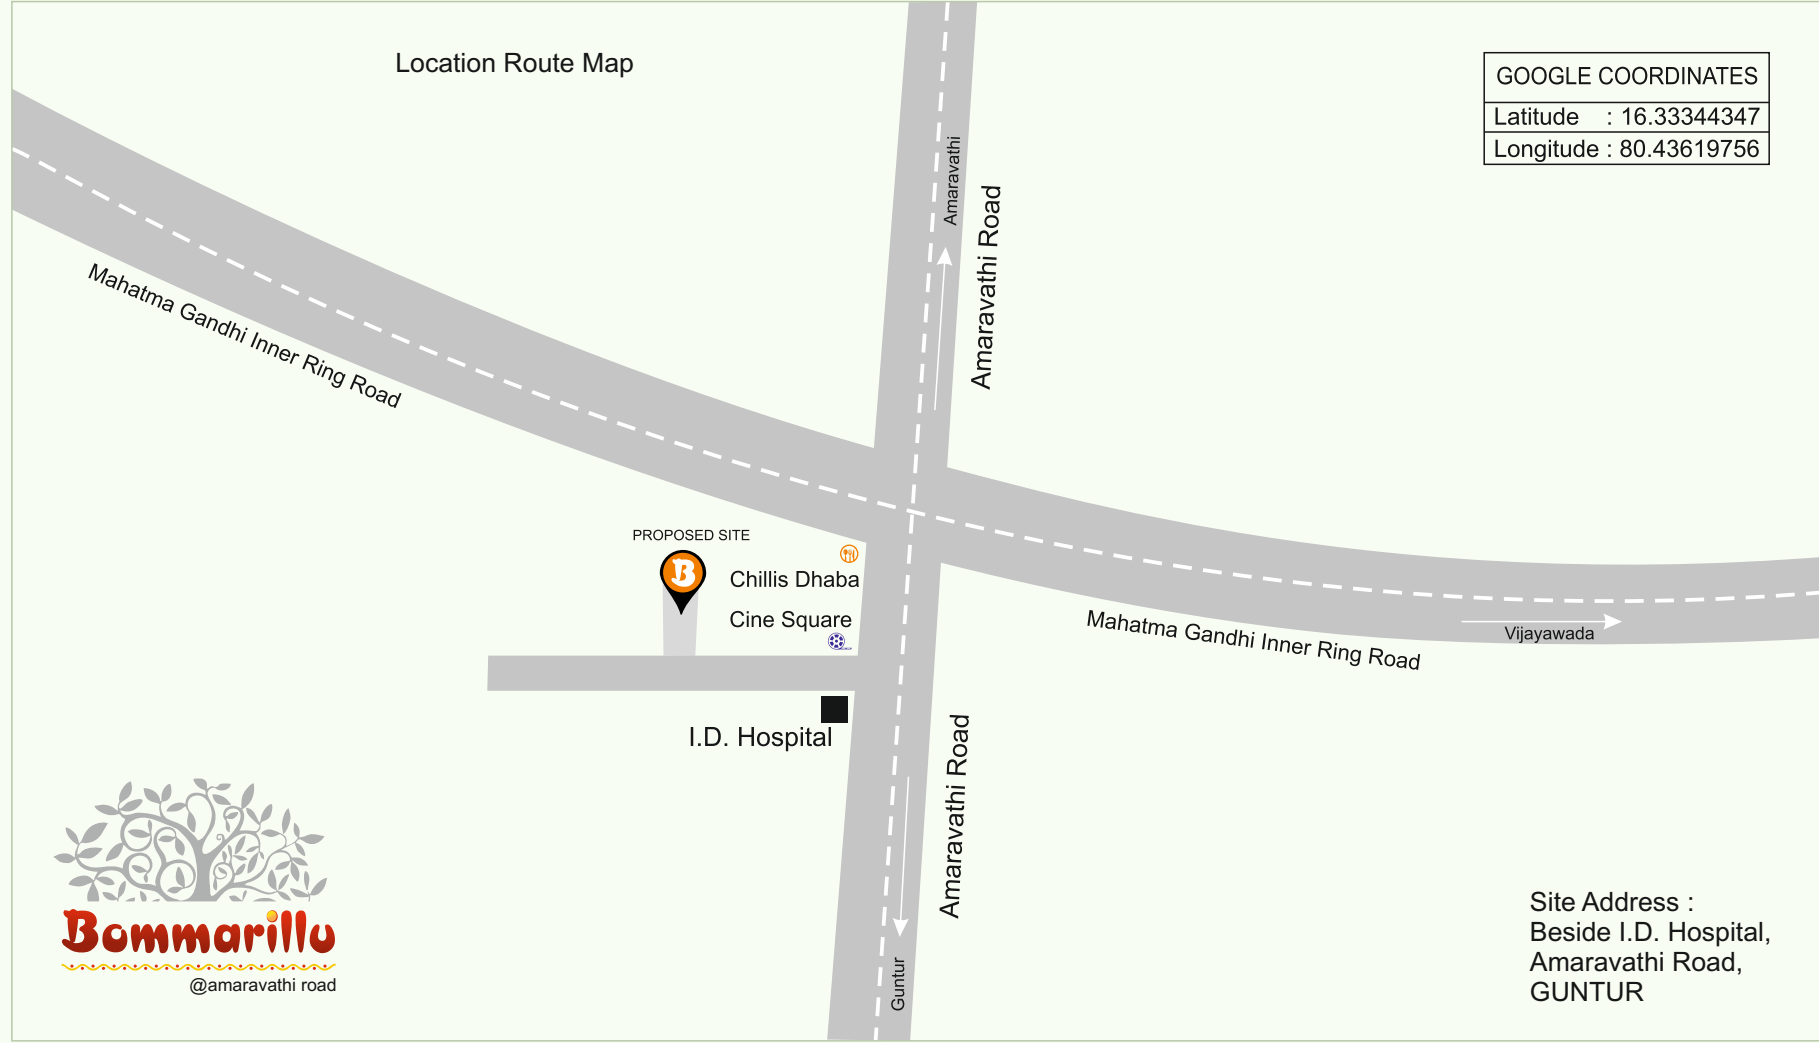 Location Route Map
GOOGLE COORDINATES
Latitude : 16.33344347
Longitude : 80.43619756
Amaravathi
Amaravathi Road
Mahatma Gandhi Inner Ring Road
PROPOSED SITE
B
Chillis Dhaba
Cine Square
Mahatma Gandhi Inner Ring Road
Vijayawada
I.D. Hospital
Amaravathi Road
Guntur
Bommarillu
@amaravathi road
Site Address :
Beside I.D. Hospital,
Amaravathi Road,
GUNTUR